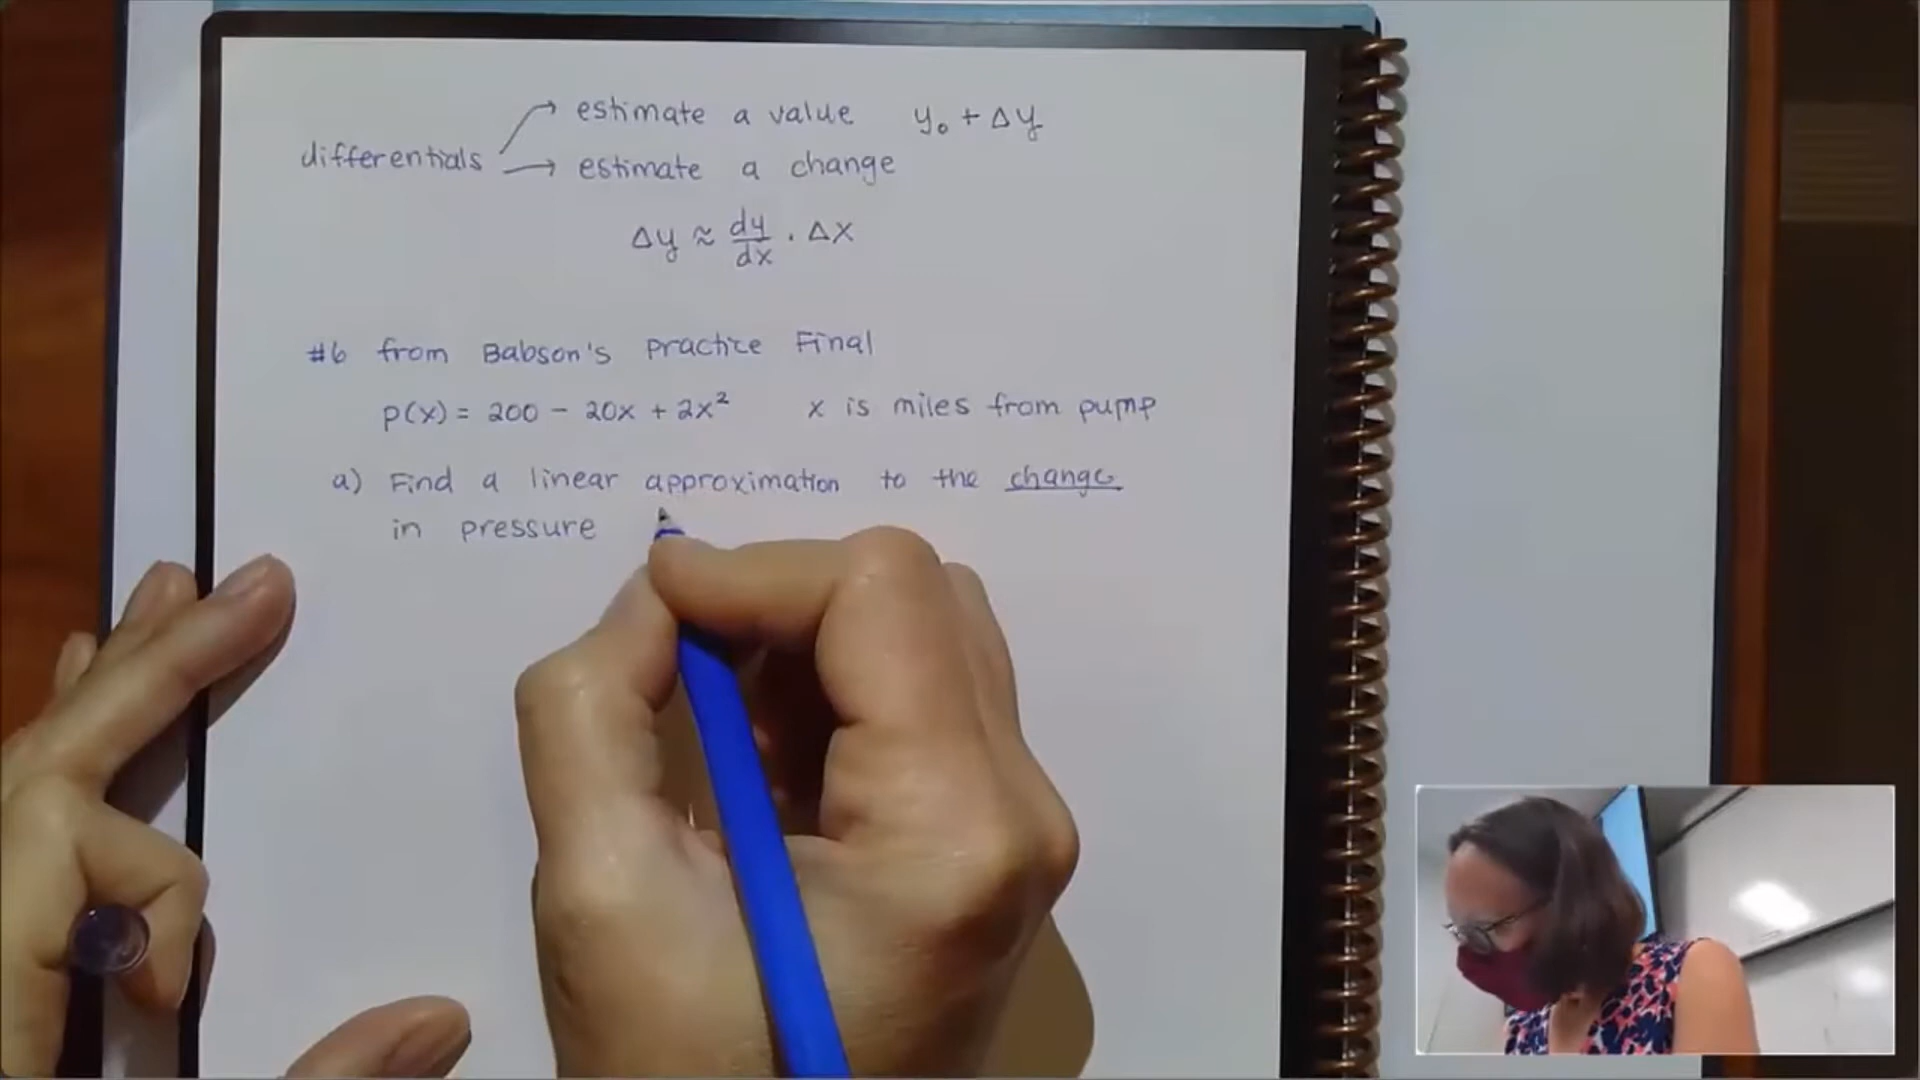 differentials → estimate a value y₀ + Δy
→ estimate a change
Δy ≈ dy/dx · Δx
#6 from Babson's Practice Final
p(x) = 200 - 20x + 2x² x is miles from pump
a) Find a linear approximation to the change
in pressure